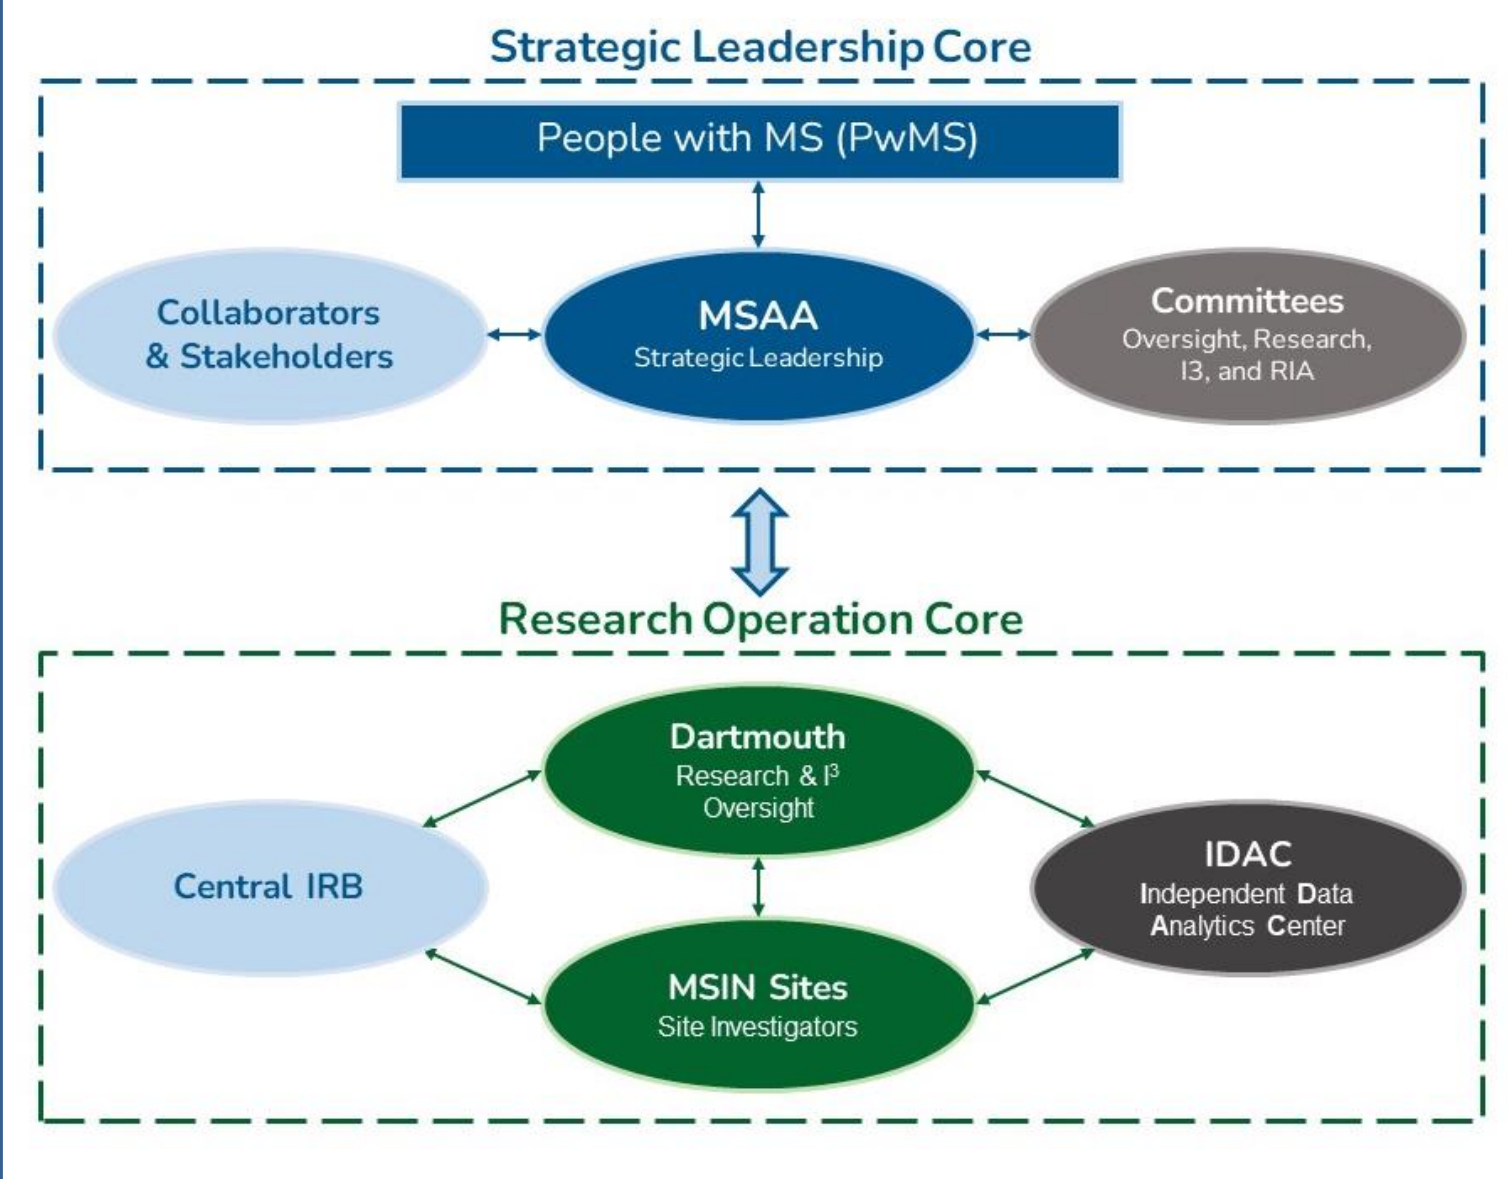 Strategic Leadership Core
People with MS (PwMS)
Collaborators
& Stakeholders
MSAA
Strategic Leadership
Committees
Oversight, Research,
I3, and RIA
Research Operation Core
Dartmouth
Research & I³
Oversight
Central IRB
IDAC
Independent Data
Analytics Center
MSIN Sites
Site Investigators